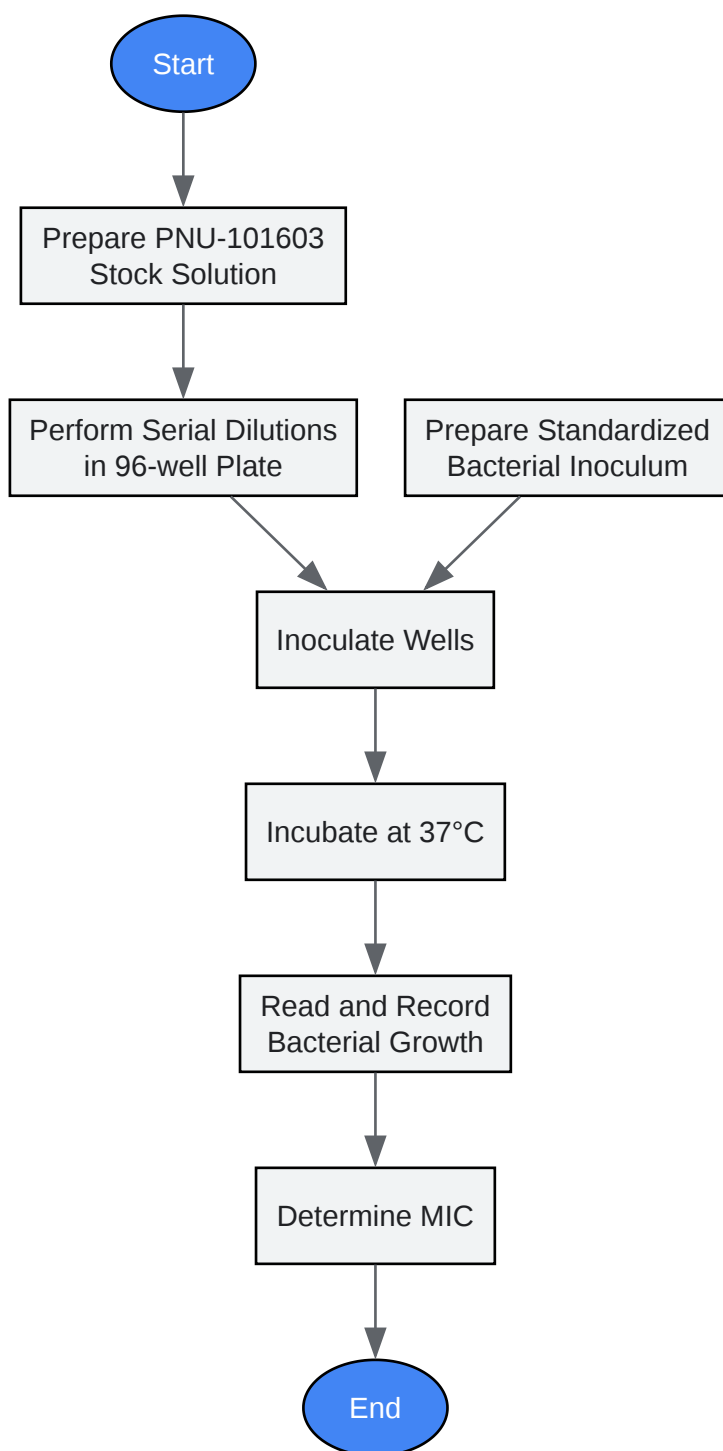 Start
Prepare PNU-101603
Stock Solution
Perform Serial Dilutions
in 96-well Plate
Prepare Standardized
Bacterial Inoculum
Inoculate Wells
Incubate at 37°C
Read and Record
Bacterial Growth
Determine MIC
End